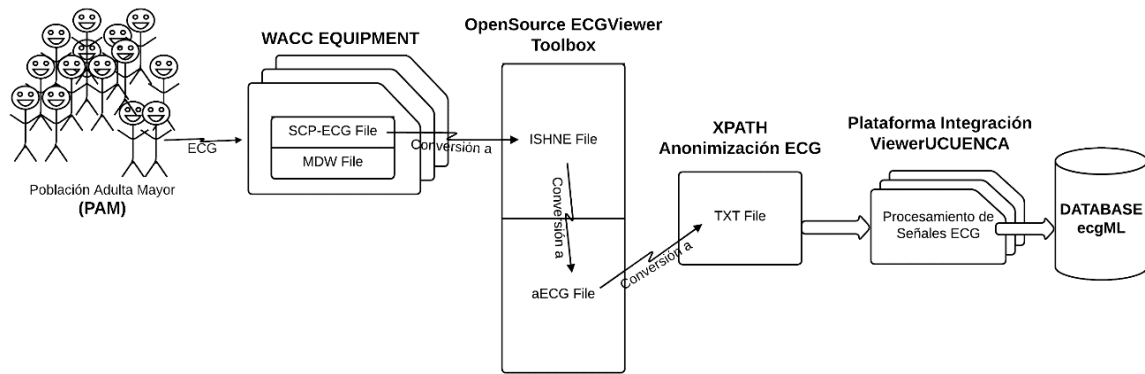 Población Adulta Mayor
(PAM)
ECG
WACC EQUIPMENT
SCP-ECG File
MDW File
Conversión a
OpenSource ECGViewer
Toolbox
ISHNE File
Conversión a
aECG File
Conversión a
XPATH
Anonimización ECG
TXT File
Plataforma Integración
ViewerUCUENCA
Procesamiento de
Señales ECG
DATABASE
ecgML